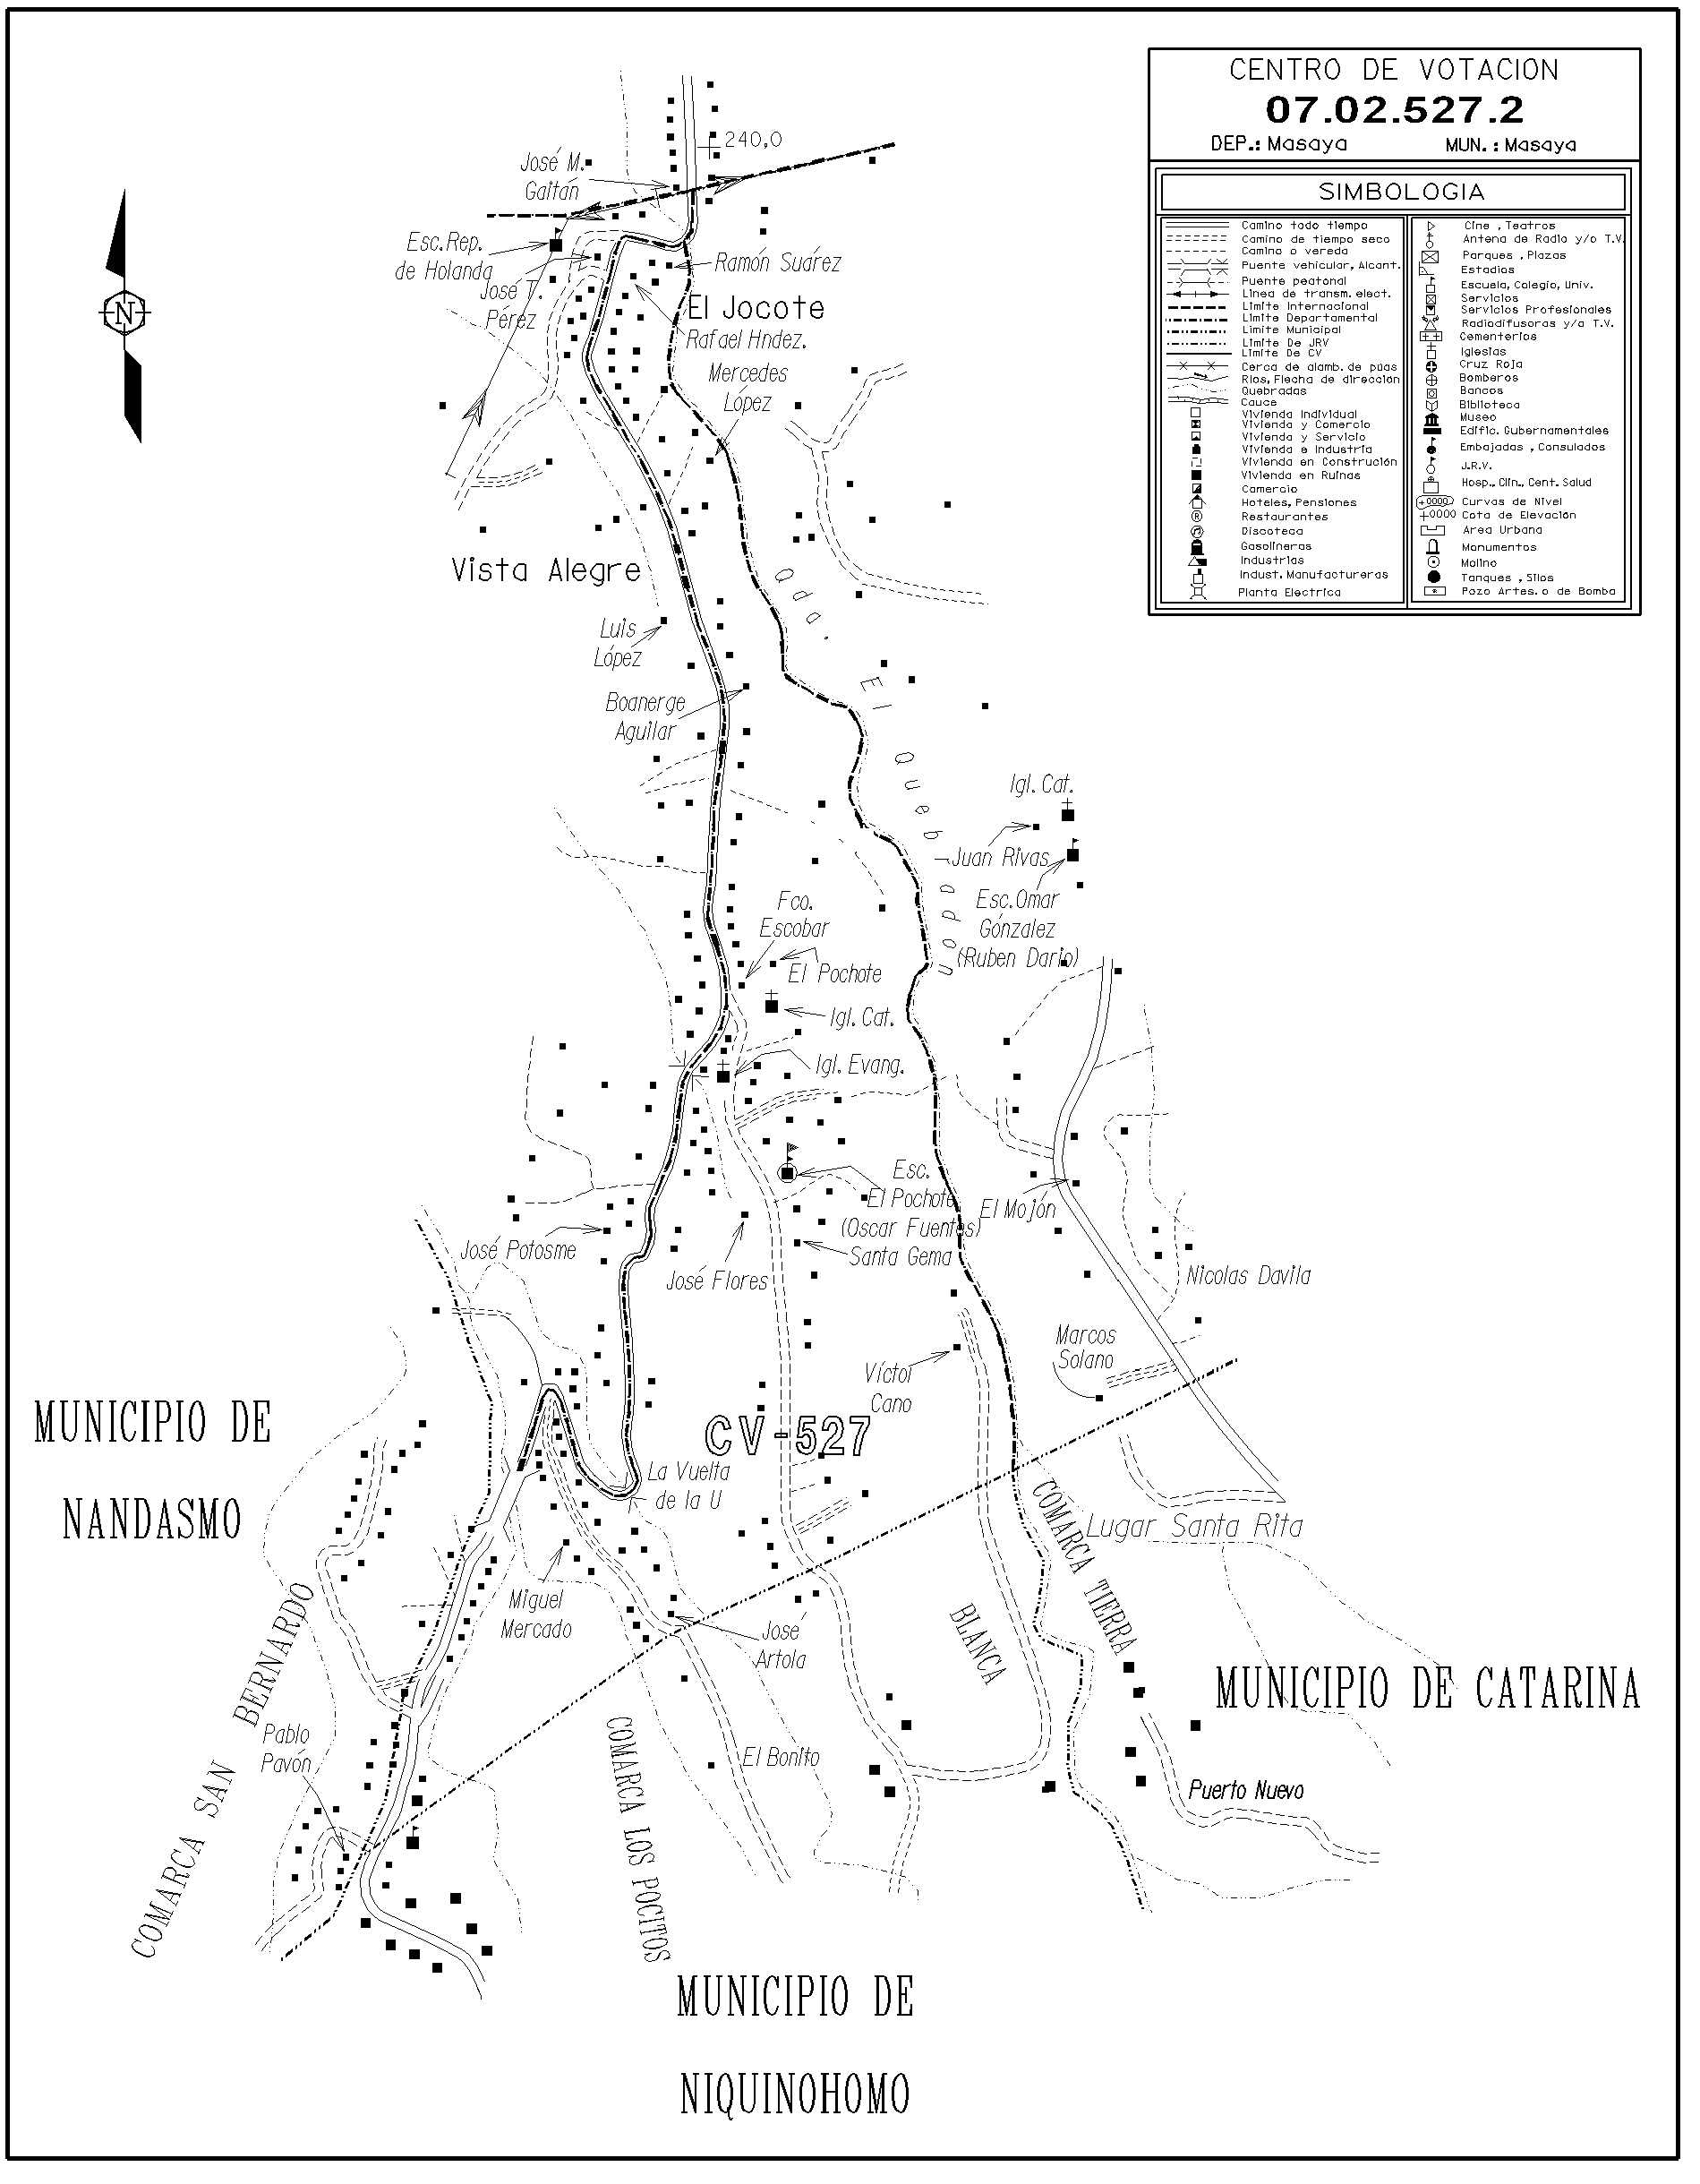 CENTRO DE VOTACION
07.02.527.2
DEP.: Masaya MUN.: Masaya
SIMBOLOGIA
Camino todo tiempo
Camino de tiempo seco
Camino o vereda
Puente vehicular, Alcant.
Puente peatonal
Linea de transm. elect.
Limite Internacional
Limite Departamental
Limite Municipal
Limite De JRV
Limite De CV
Cerca de alamb. de púas
Rios, Flecha de dirección
Quebradas
Cauce
Vivienda Individual
Vivienda y Comercio
Vivienda y Servicio
Vivienda e Industria
Vivienda en Construción
Vivienda en Ruinas
Comercio
Hoteles, Pensiones
Restaurantes
Discoteca
Gasolineras
Industrias
Indust. Manufactureras
Planta Electrica
Cine , Teatros
Antena de Radio y/o T.V.
Parques , Plazas
Estadios
Escuela, Colegio, Univ.
Servicios
Servicios Profesionales
Radiodifusoras y/o T.V.
Cementerios
Iglesias
Cruz Roja
Bomberos
Bancos
Biblioteca
Museo
Edific. Gubernamentales
Embajadas , Consulados
J.R.V.
Hosp., Clin., Cent. Salud
Curvas de Nivel
+0000 Cota de Elevación
Area Urbana
Monumentos
Molino
Tanques , Silos
Pozo Artes. o de Bomba
240,0
José M.
Gaitán
Esc. Rep.
de Holanda
N
José T.
Pérez
Ramón Suárez
El Jocote
Rafael Hndez.
Mercedes
López
Vista Alegre
Qda. El Quebradon
Luis
López
Boanerge
Aguilar
Igl. Cat.
Juan Rivas
Esc. Omar
Gónzalez
(Ruben Dario)
Fco.
Escobar
El Pochote
Igl. Cat.
Igl. Evang.
Esc.
El Pochote
(Oscar Fuentes)
Santa Gema
El Mojón
José Potosme
José Flores
Nicolas Davila
Marcos
Solano
Víctor
Cano
MUNICIPIO DE
NANDASMO
CV-527
La Vuelta
de la U
Lugar Santa Rita
COMARCA TIERRA
BLANCA
Miguel
Mercado
José
Artola
COMARCA SAN BERNARDO
Pablo
Pavón
El Bonito
COMARCA LOS POCITOS
MUNICIPIO DE CATARINA
Puerto Nuevo
MUNICIPIO DE
NIQUINOHOMO